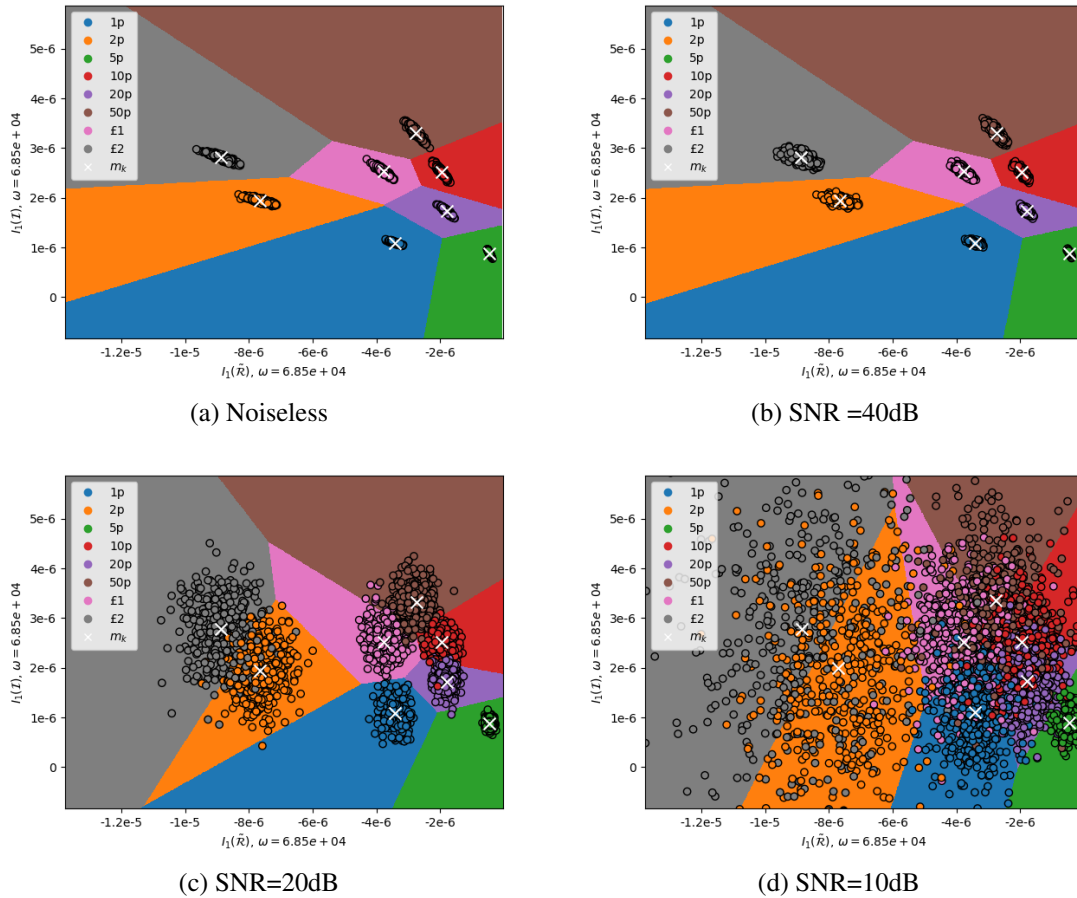 1p
2p
5p
10p
20p
50p
£1
£2
m_k
5e-6
4e-6
3e-6
2e-6
1e-6
0
I₁(𝓘), ω = 6.85e + 04
-1.2e-5 -1e-5 -8e-6 -6e-6 -4e-6 -2e-6
I₁(𝓡̃), ω = 6.85e + 04
(a) Noiseless
1p
2p
5p
10p
20p
50p
£1
£2
m_k
5e-6
4e-6
3e-6
2e-6
1e-6
0
I₁(𝓘), ω = 6.85e + 04
-1.2e-5 -1e-5 -8e-6 -6e-6 -4e-6 -2e-6
I₁(𝓡̃), ω = 6.85e + 04
(b) SNR =40dB
1p
2p
5p
10p
20p
50p
£1
£2
m_k
5e-6
4e-6
3e-6
2e-6
1e-6
0
I₁(𝓘), ω = 6.85e + 04
-1.2e-5 -1e-5 -8e-6 -6e-6 -4e-6 -2e-6
I₁(𝓡̃), ω = 6.85e + 04
(c) SNR=20dB
1p
2p
5p
10p
20p
50p
£1
£2
m_k
5e-6
4e-6
3e-6
2e-6
1e-6
0
I₁(𝓘), ω = 6.85e + 04
-1.2e-5 -1e-5 -8e-6 -6e-6 -4e-6 -2e-6
I₁(𝓡̃), ω = 6.85e + 04
(d) SNR=10dB